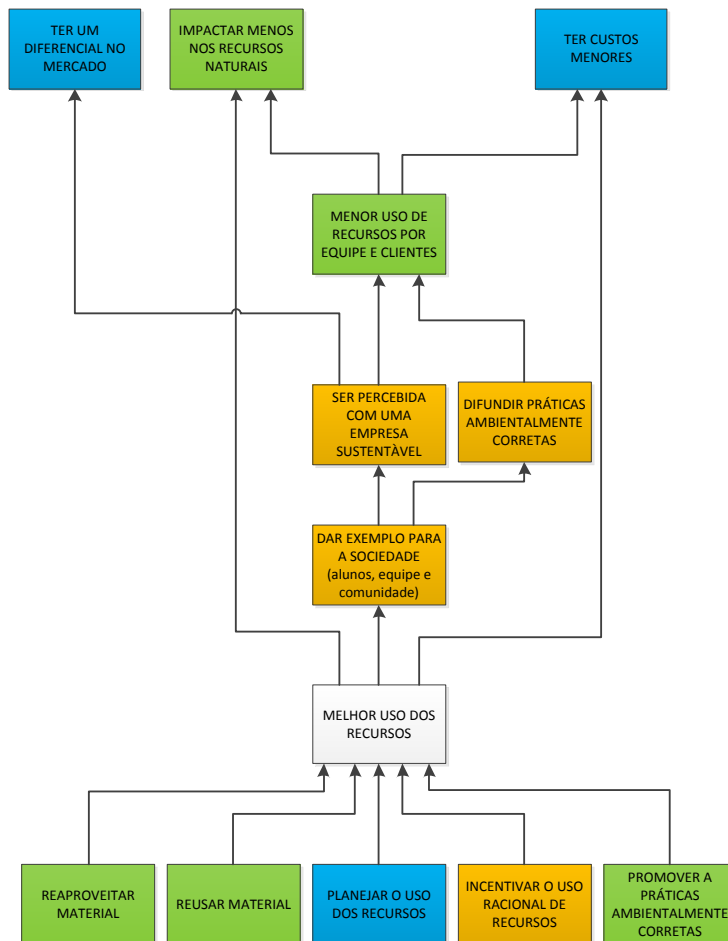 TER UM
DIFERENCIAL NO
MERCADO
IMPACTAR MENOS
NOS RECURSOS
NATURAIS
TER CUSTOS
MENORES
MENOR USO DE
RECURSOS POR
EQUIPE E CLIENTES
SER PERCEBIDA
COM UMA
EMPRESA
SUSTENTÀVEL
DIFUNDIR PRÁTICAS
AMBIENTALMENTE
CORRETAS
DAR EXEMPLO PARA
A SOCIEDADE
(alunos, equipe e
comunidade)
MELHOR USO DOS
RECURSOS
REAPROVEITAR
MATERIAL
REUSAR MATERIAL
PLANEJAR O USO
DOS RECURSOS
INCENTIVAR O USO
RACIONAL DE
RECURSOS
PROMOVER A
PRÁTICAS
AMBIENTALMENTE
CORRETAS